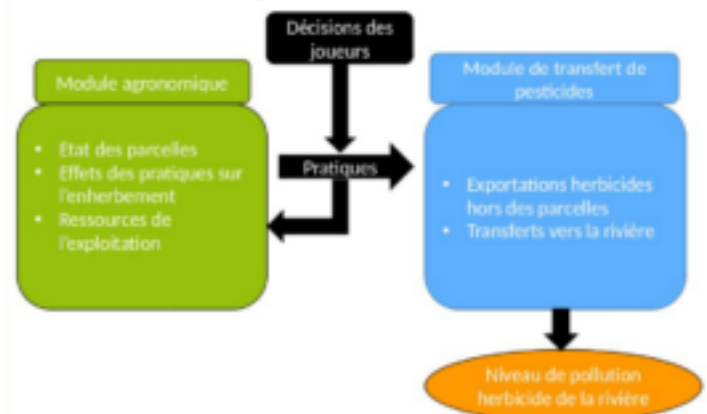 Décisions des
joueurs
Module agronomique
• Etat des parcelles
• Effets des pratiques sur
l'enherbement
• Ressources de
l'exploitation
Pratiques
Module de transfert de
pesticides
• Exportations herbicides
hors des parcelles
• Transferts vers la rivière
Niveau de pollution
herbicide de la rivière